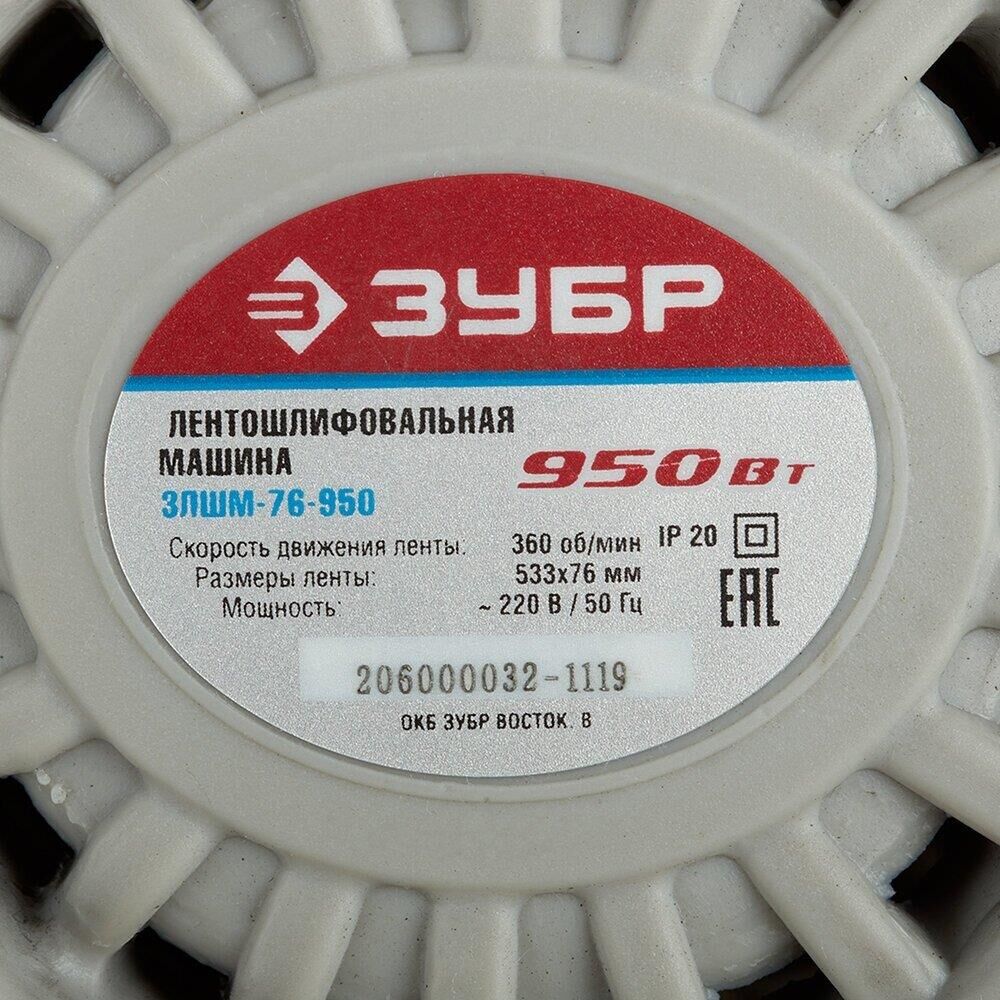 ЗУБР
ЛЕНТОШЛИФОВАЛЬНАЯ
МАШИНА
950 Вт
ЗЛШМ-76-950
Скорость движения ленты: 360 об/мин IP 20
Размеры ленты: 533х76 мм
Мощность: ~ 220 В / 50 Гц
EAC
206000032-1119
ОКБ ЗУБР ВОСТОК. В